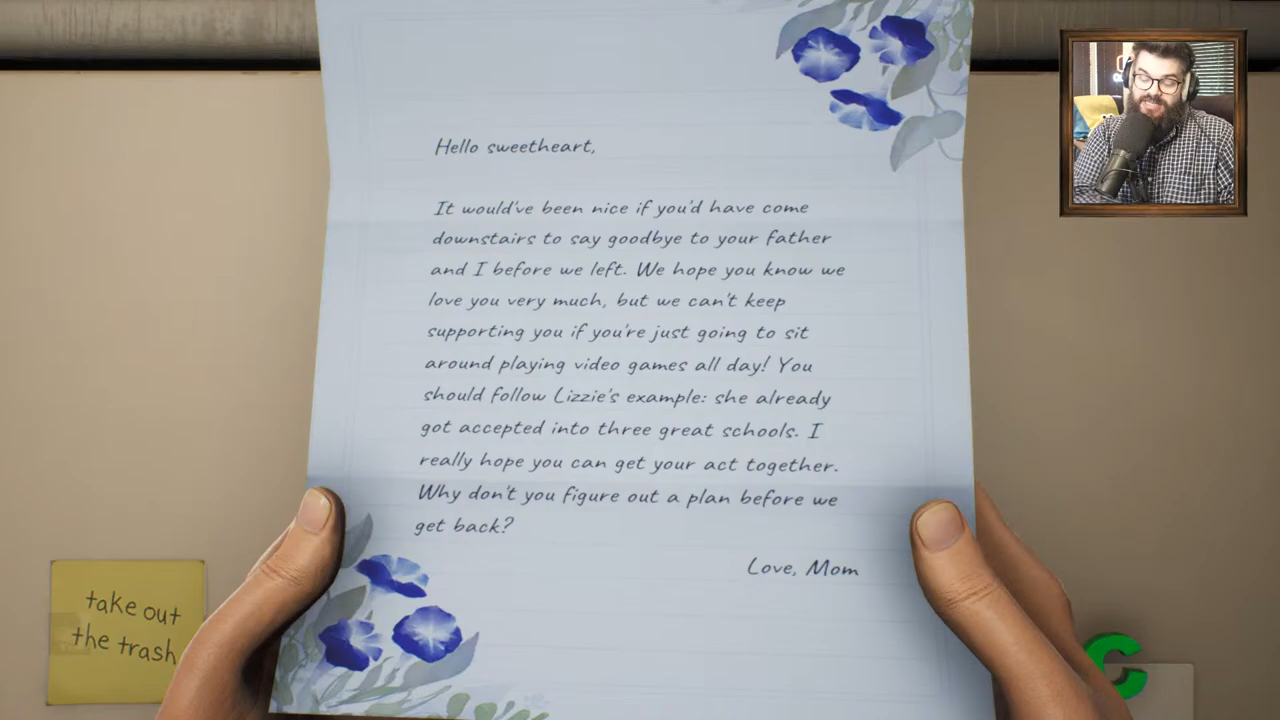 Hello sweetheart,
It would've been nice if you'd have come
downstairs to say goodbye to your father
and I before we left. We hope you know we
love you very much, but we can't keep
supporting you if you're just going to sit
around playing video games all day! You
should follow Lizzie's example: she already
got accepted into three great schools. I
really hope you can get your act together.
Why don't you figure out a plan before we
get back?
Love, Mom
take out
the trash
C